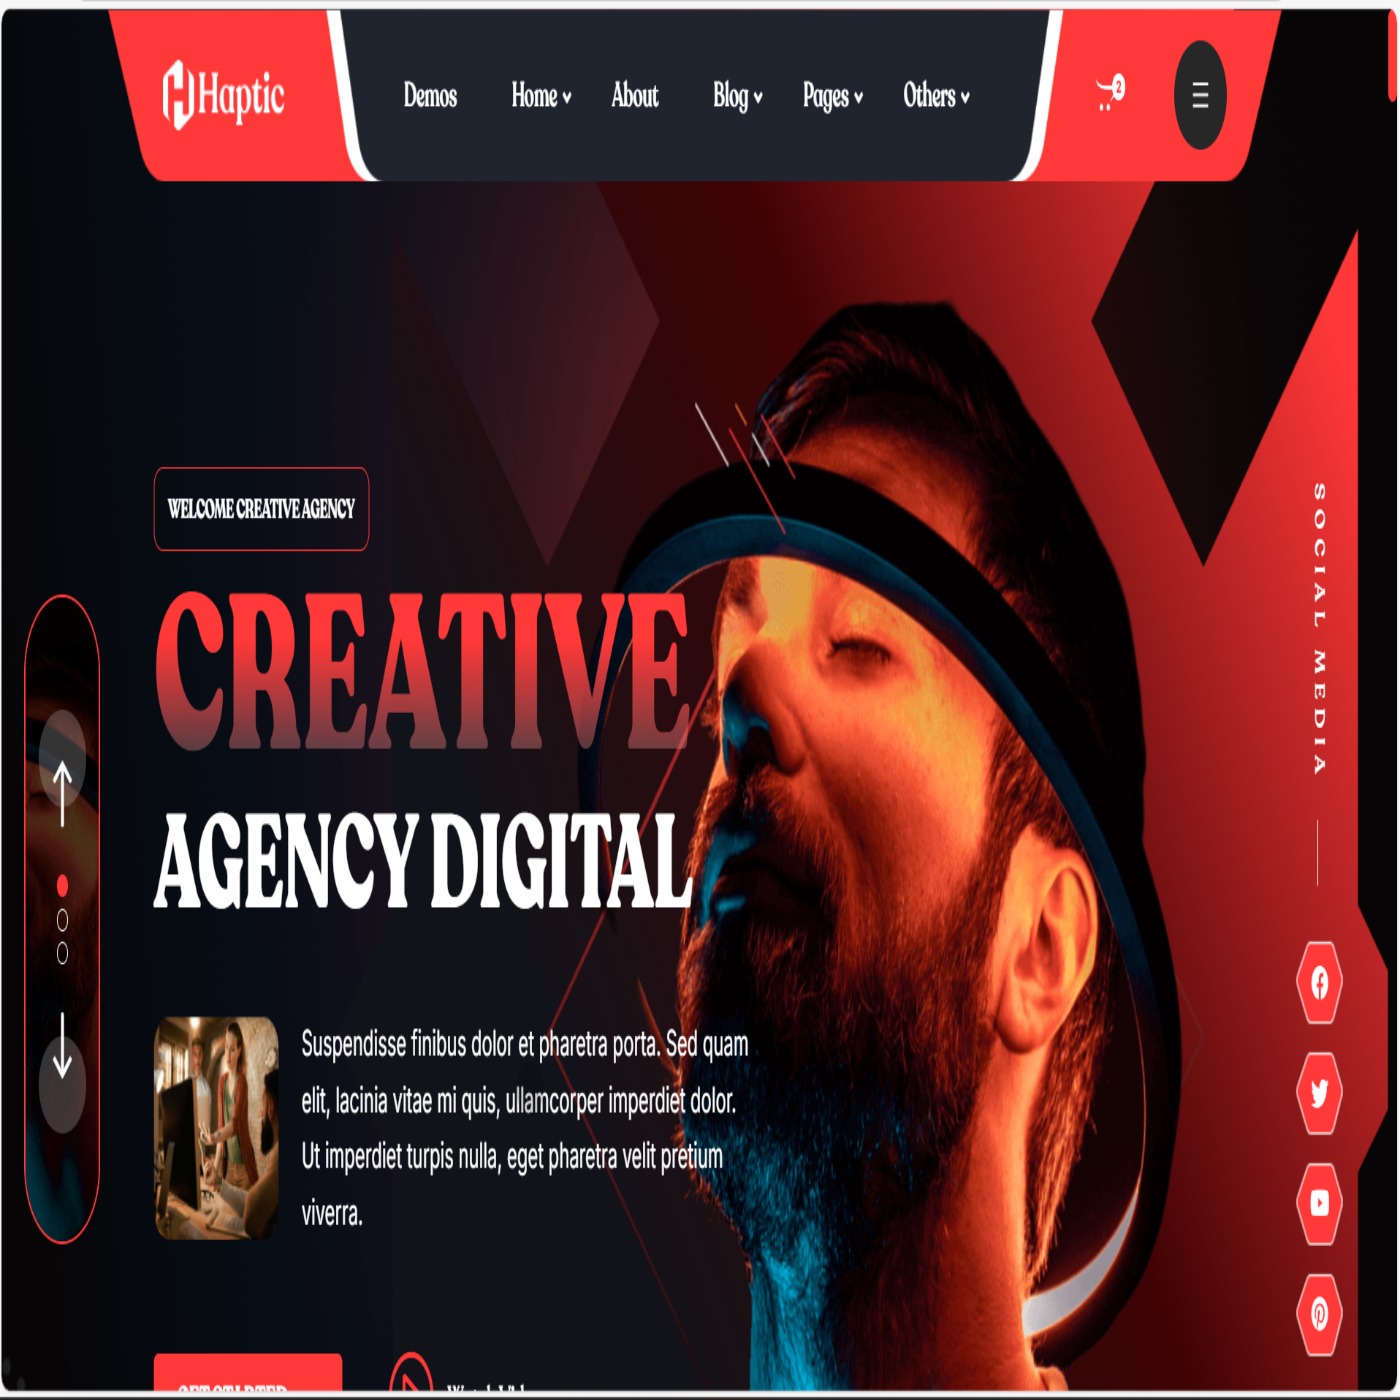 Haptic
Demos Home About Blog Pages Others
2
WELCOME CREATIVE AGENCY
CREATIVE
AGENCY DIGITAL
Suspendisse finibus dolor et pharetra porta. Sed quam
elit, lacinia vitae mi quis, ullamcorper imperdiet dolor.
Ut imperdiet turpis nulla, eget pharetra velit pretium
viverra.
SOCIAL MEDIA
GET STARTED